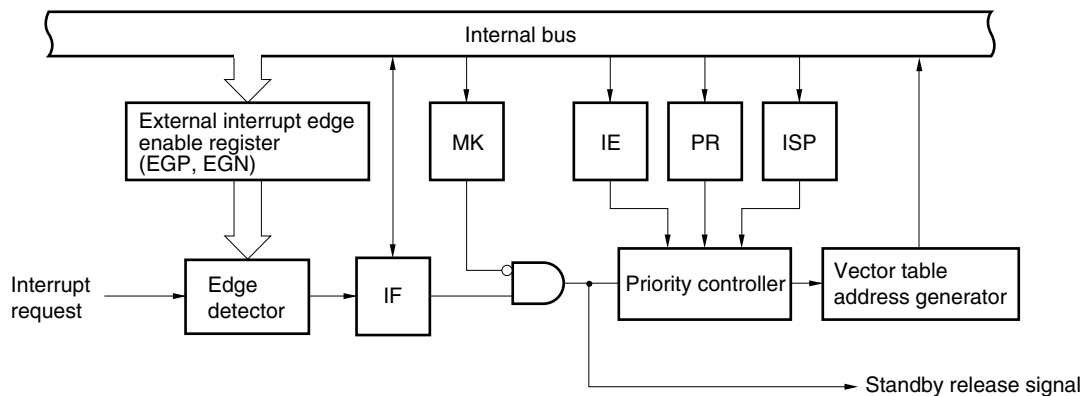 Internal bus
External interrupt edge
enable register
(EGP, EGN)
MK
IE
PR
ISP
Interrupt
request
Edge
detector
IF
Priority controller
Vector table
address generator
Standby release signal